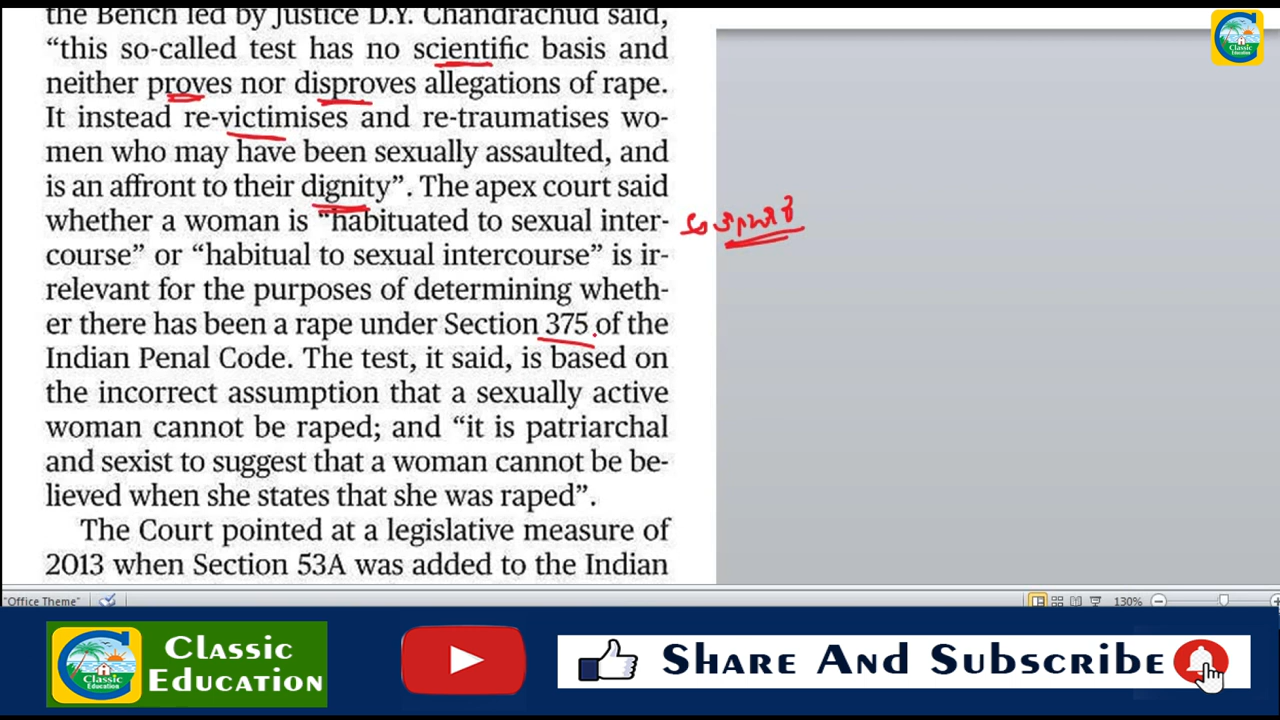 the Bench led by Justice D.Y. Chandrachud said,
“this so-called test has no scientific basis and
neither proves nor disproves allegations of rape.
It instead re-victimises and re-traumatises wo-
men who may have been sexually assaulted, and
is an affront to their dignity”. The apex court said
whether a woman is “habituated to sexual inter-
course” or “habitual to sexual intercourse” is ir-
relevant for the purposes of determining wheth-
er there has been a rape under Section 375 of the
Indian Penal Code. The test, it said, is based on
the incorrect assumption that a sexually active
woman cannot be raped; and “it is patriarchal
and sexist to suggest that a woman cannot be be-
lieved when she states that she was raped”.
The Court pointed at a legislative measure of
2013 when Section 53A was added to the Indian
Classic
Education
"Office Theme"
130%
Classic
Education
Classic
Education
Share And Subscribe